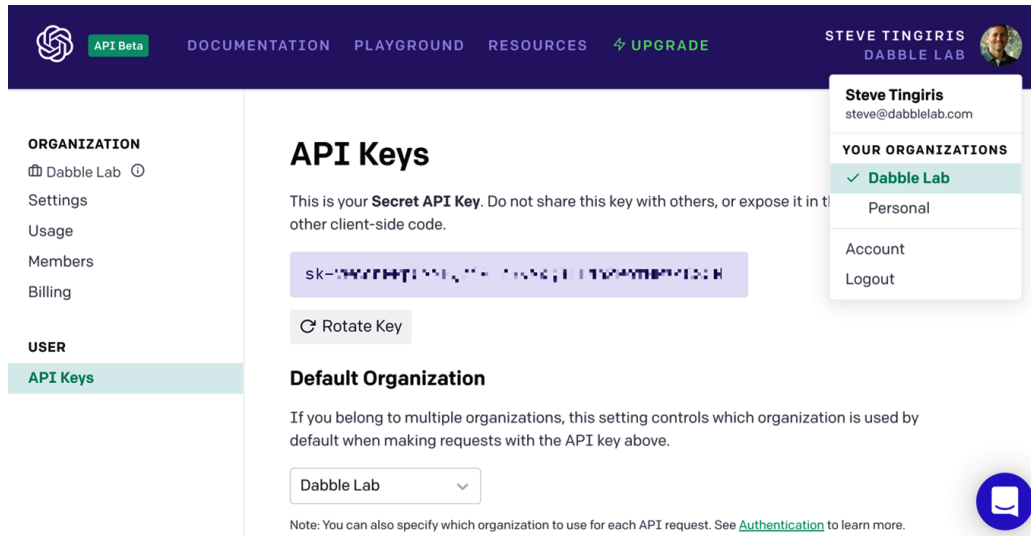 API Beta
DOCUMENTATION PLAYGROUND RESOURCES UPGRADE
STEVE TINGIRIS
DABBLE LAB
Steve Tingiris
steve@dabblelab.com
YOUR ORGANIZATIONS
Dabble Lab
Personal
Account
Logout
ORGANIZATION
Dabble Lab
Settings
Usage
Members
Billing
USER
API Keys
API Keys
This is your Secret API Key. Do not share this key with others, or expose it in
other client-side code.
sk-
Rotate Key
Default Organization
If you belong to multiple organizations, this setting controls which organization is used by
default when making requests with the API key above.
Dabble Lab
Note: You can also specify which organization to use for each API request. See Authentication to learn more.